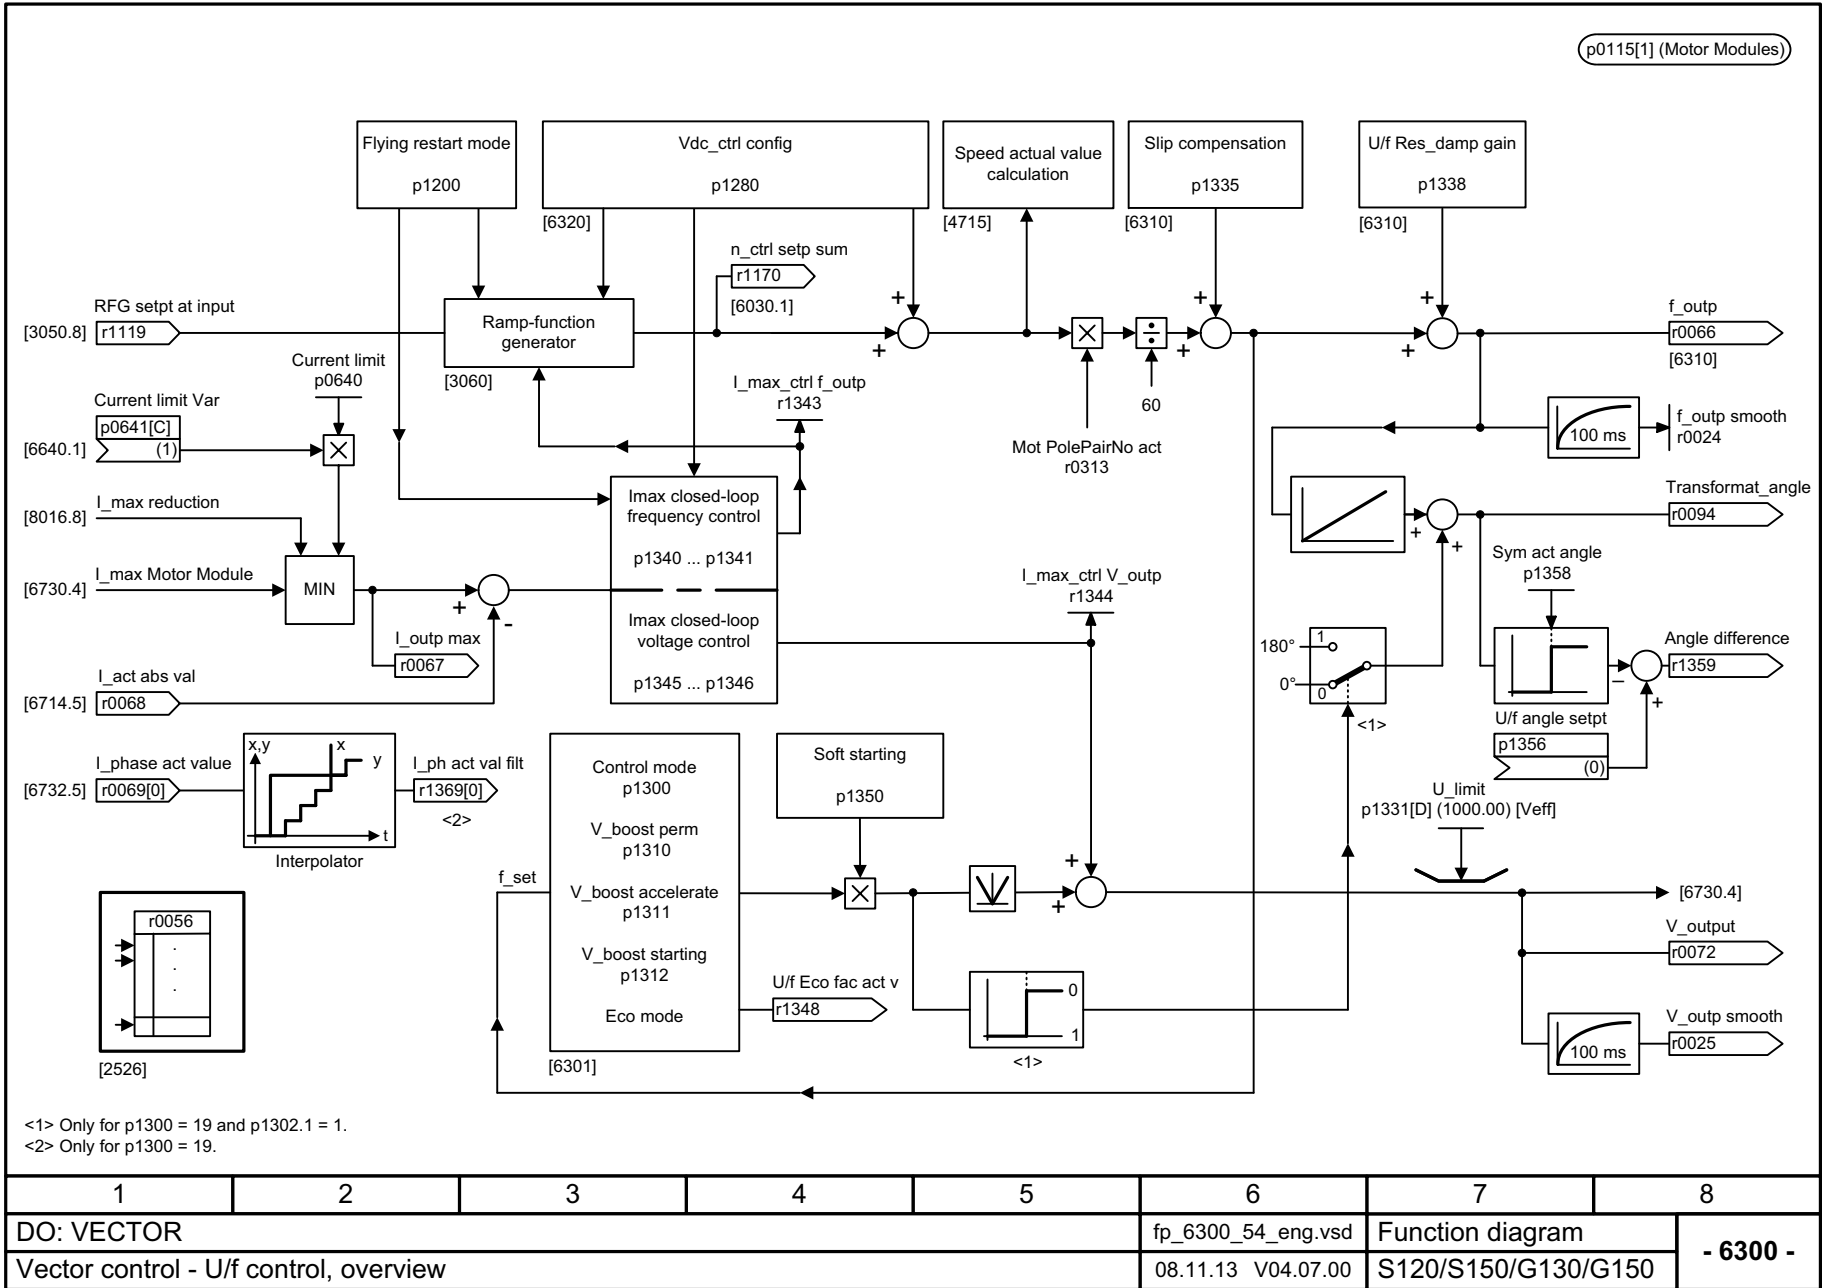 p0115[1] (Motor Modules)
Flying restart mode
p1200
Vdc_ctrl config
p1280
[6320]
Speed actual value
calculation
[4715]
Slip compensation
p1335
[6310]
U/f Res_damp gain
p1338
[6310]
n_ctrl setp sum
r1170
[6030.1]
RFG setpt at input
[3050.8]
r1119
Ramp-function
generator
[3060]
+
+
×
÷
60
+
+
+
f_outp
r0066
[6310]
Mot PolePairNo act
r0313
Current limit
p0640
Current limit Var
p0641[C]
(1)
[6640.1]
×
I_max_ctrl f_outp
r1343
100 ms
f_outp smooth
r0024
[8016.8]
I_max reduction
[6730.4]
I_max Motor Module
MIN
+
-
I_outp max
r0067
I_act abs val
[6714.5]
r0068
Imax closed-loop
frequency control
p1340 ... p1341
Imax closed-loop
voltage control
p1345 ... p1346
I_max_ctrl V_outp
r1344
Transformat_angle
r0094
+
+
Sym act angle
p1358
180°
1
0°
0
<1>
Angle difference
r1359
–
+
U/f angle setpt
p1356
(0)
I_phase act value
[6732.5]
r0069[0]
x,y
x
y
t
Interpolator
I_ph act val filt
r1369[0]
<2>
Control mode
p1300
V_boost perm
p1310
V_boost accelerate
p1311
V_boost starting
p1312
Eco mode
[6301]
f_set
Soft starting
p1350
×
+
+
U_limit
p1331[D] (1000.00) [Veff]
[6730.4]
V_output
r0072
V_outp smooth
r0025
100 ms
U/f Eco fac act v
r1348
0
1
<1>
r0056
.
.
.
[2526]
<1> Only for p1300 = 19 and p1302.1 = 1.
<2> Only for p1300 = 19.
1 2 3 4 5 6 7 8
DO: VECTOR
fp_6300_54_eng.vsd
Function diagram
- 6300 -
Vector control - U/f control, overview
08.11.13 V04.07.00
S120/S150/G130/G150